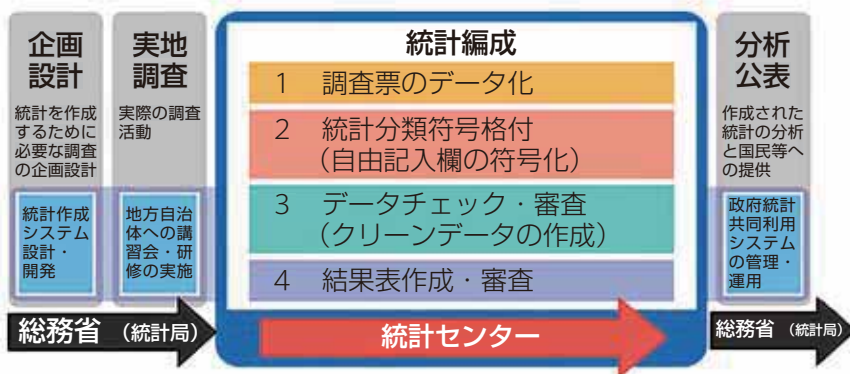 企画
設計
統計を作成
するために
必要な調査
の企画設計
統計作成
システム
設計・
開発
実地
調査
実際の調査
活動
地方自治
体への講
習会・研
修の実施
統計編成
1 調査票のデータ化
2 統計分類符号格付
（自由記入欄の符号化）
3 データチェック・審査
（クリーンデータの作成）
4 結果表作成・審査
分析
公表
作成された
統計の分析
と国民等へ
の提供
政府統計
共同利用
システム
の管理・
運用
総務省（統計局）
統計センター
総務省（統計局）